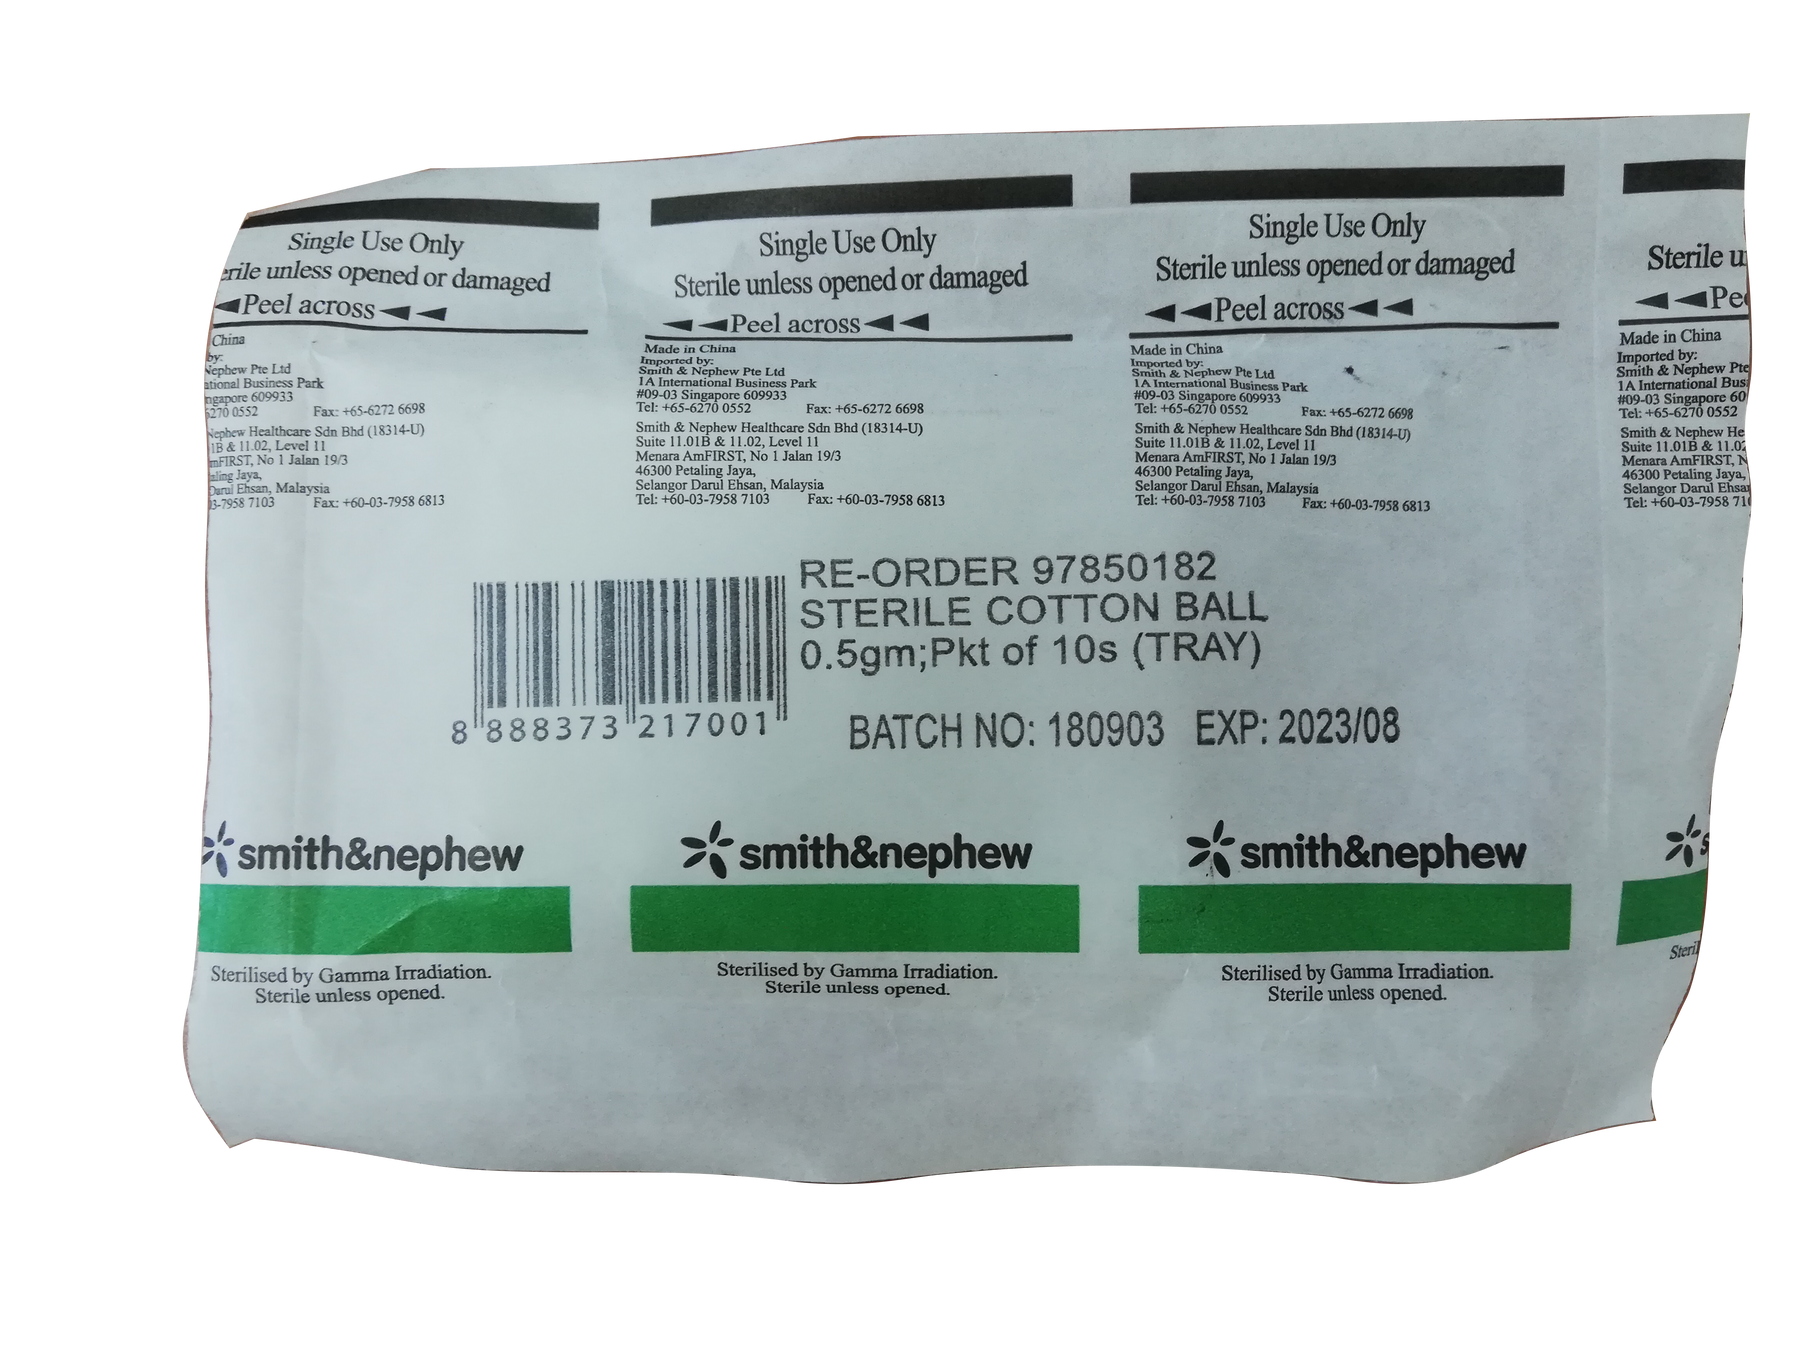 Single Use Only
erile unless opened or damaged
Peel across
China
by:
Nephew Pte Ltd
ational Business Park
ngapore 609933
6270 0552 Fax: +65-6272 6698
Nephew Healthcare Sdn Bhd (18314-U)
1B & 11.02, Level 11
mFIRST, No 1 Jalan 19/3
aling Jaya,
Darul Ehsan, Malaysia
3-7958 7103 Fax: +60-03-7958 6813
Single Use Only
Sterile unless opened or damaged
Peel across
Made in China
Imported by:
Smith & Nephew Pte Ltd
1A International Business Park
#09-03 Singapore 609933
Tel: +65-6270 0552 Fax: +65-6272 6698
Smith & Nephew Healthcare Sdn Bhd (18314-U)
Suite 11.01B & 11.02, Level 11
Menara AmFIRST, No 1 Jalan 19/3
46300 Petaling Jaya,
Selangor Darul Ehsan, Malaysia
Tel: +60-03-7958 7103 Fax: +60-03-7958 6813
Single Use Only
Sterile unless opened or damaged
Peel across
Made in China
Imported by:
Smith & Nephew Pte Ltd
1A International Business Park
#09-03 Singapore 609933
Tel: +65-6270 0552 Fax: +65-6272 6698
Smith & Nephew Healthcare Sdn Bhd (18314-U)
Suite 11.01B & 11.02, Level 11
Menara AmFIRST, No 1 Jalan 19/3
46300 Petaling Jaya,
Selangor Darul Ehsan, Malaysia
Tel: +60-03-7958 7103 Fax: +60-03-7958 6813
Sterile u
Pe
Made in China
Imported by:
Smith & Nephew Pte
1A International Bus
#09-03 Singapore 60
Tel: +65-6270 0552
Smith & Nephew He
Suite 11.01B & 11.02
Menara AmFIRST, N
46300 Petaling Jaya,
Selangor Darul Ehsa
Tel: +60-03-7958 71
RE-ORDER 97850182
STERILE COTTON BALL
0.5gm;Pkt of 10s (TRAY)
8 888373 217001
BATCH NO: 180903 EXP: 2023/08
smith&nephew
smith&nephew
smith&nephew
s
Sterilised by Gamma Irradiation.
Sterile unless opened.
Sterilised by Gamma Irradiation.
Sterile unless opened.
Sterilised by Gamma Irradiation.
Sterile unless opened.
Steril